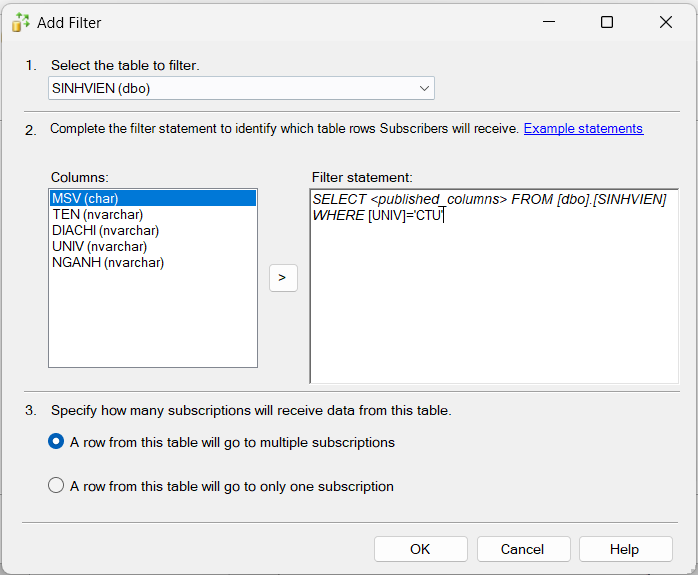 Add Filter
1. Select the table to filter.
SINHVIEN (dbo)
2. Complete the filter statement to identify which table rows Subscribers will receive. Example statements
Columns:
MSV (char)
TEN (nvarchar)
DIACHI (nvarchar)
UNIV (nvarchar)
NGANH (nvarchar)
>
Filter statement:
SELECT <published_columns> FROM [dbo].[SINHVIEN]
WHERE [UNIV]='CTU'
3. Specify how many subscriptions will receive data from this table.
A row from this table will go to multiple subscriptions
A row from this table will go to only one subscription
OK
Cancel
Help